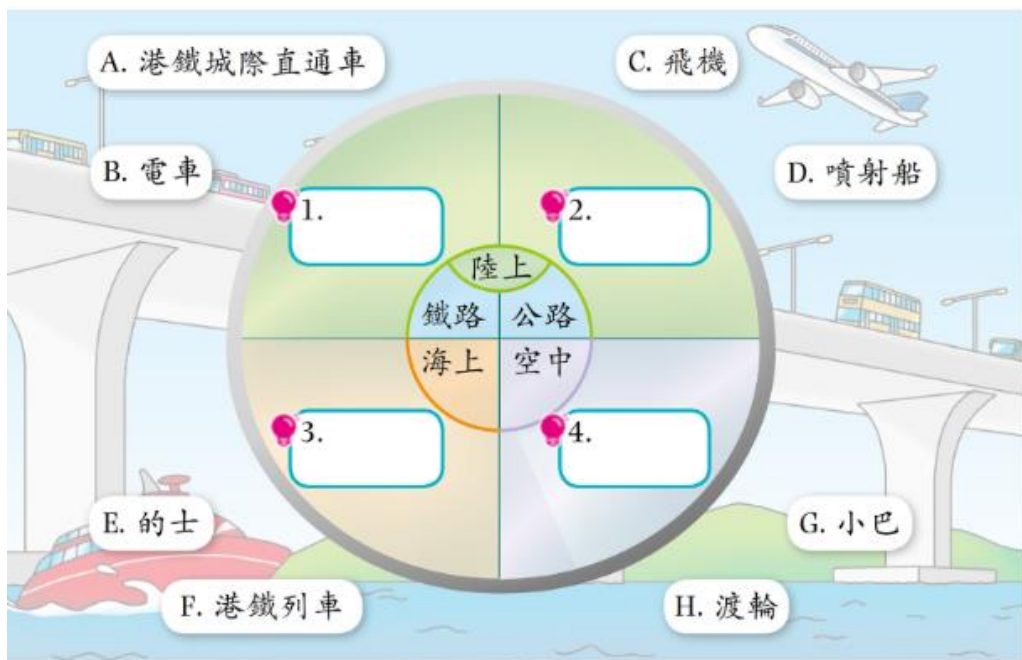 A. 港鐵城際直通車
C. 飛機
B. 電車
D. 噴射船
1.
2.
陸上
鐵路
公路
海上
空中
3.
4.
E. 的士
G. 小巴
F. 港鐵列車
H. 渡輪